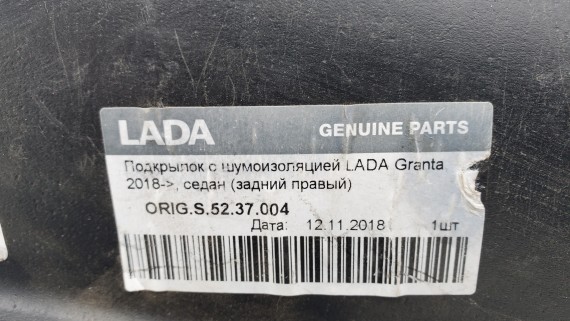 LADA GENUINE PARTS
Подкрылок с шумоизоляцией LADA Granta
2018->, седан (задний правый)
ORIG.S.52.37.004
Дата: 12.11.2018 1шт